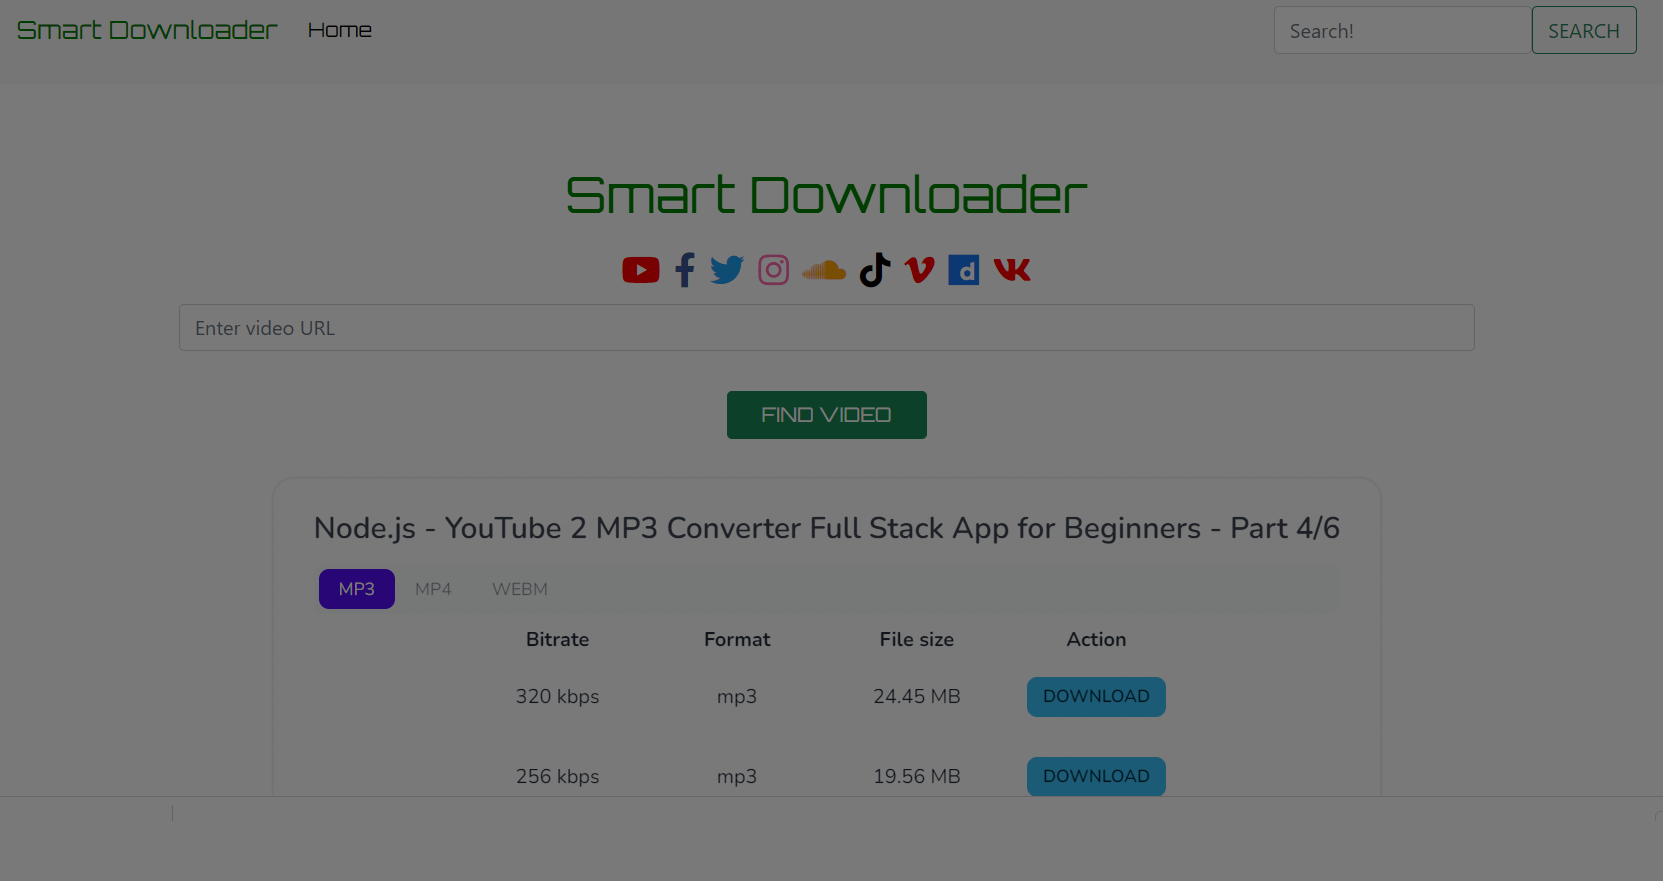 Smart Downloader Home Search! SEARCH
Smart Downloader
Enter video URL
FIND VIDEO
Node.js - YouTube 2 MP3 Converter Full Stack App for Beginners - Part 4/6
MP3 MP4 WEBM
Bitrate Format File size Action
320 kbps mp3 24.45 MB DOWNLOAD
256 kbps mp3 19.56 MB DOWNLOAD